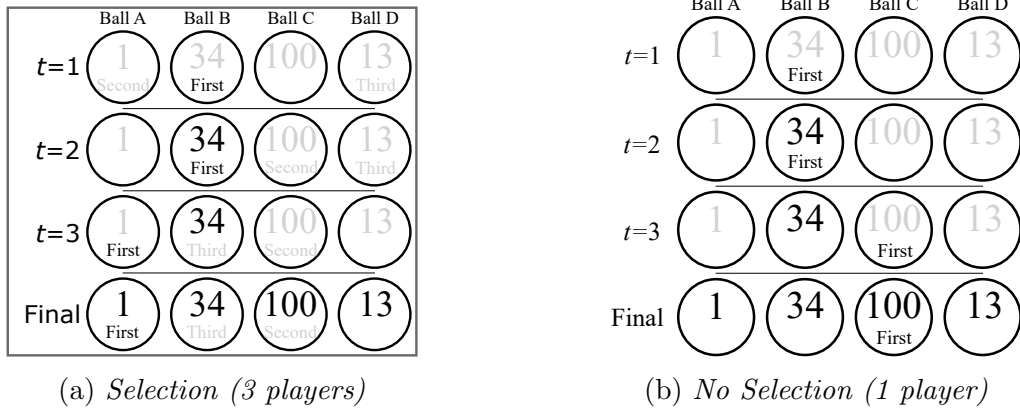 Ball A Ball B Ball C Ball D
t=1 1 34 100 13
Second First Third
t=2 1 34 100 13
First Second Third
t=3 1 34 100 13
First Third Second
Final 1 34 100 13
First Third Second
(a) Selection (3 players)
Ball A Ball B Ball C Ball D
t=1 1 34 100 13
First
t=2 1 34 100 13
First
t=3 1 34 100 13
First
Final 1 34 100 13
First
(b) No Selection (1 player)